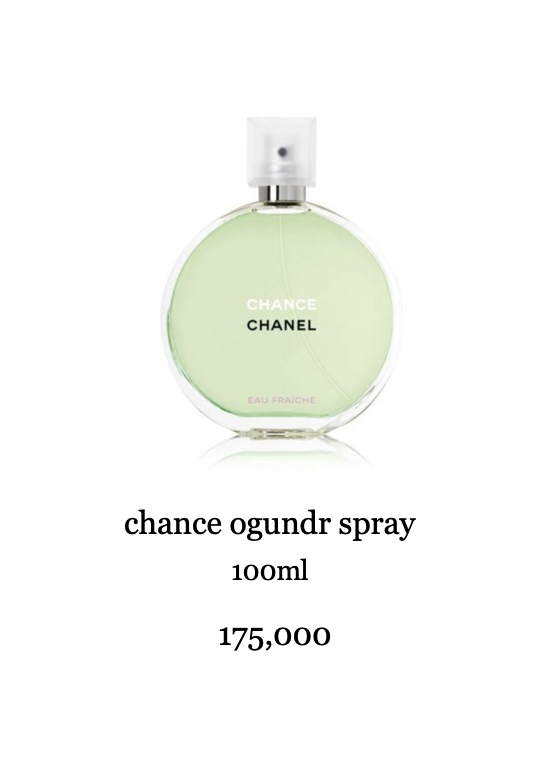 CHANCE
CHANEL
EAU FRAÎCHE
chance ogundr spray
100ml
175,000